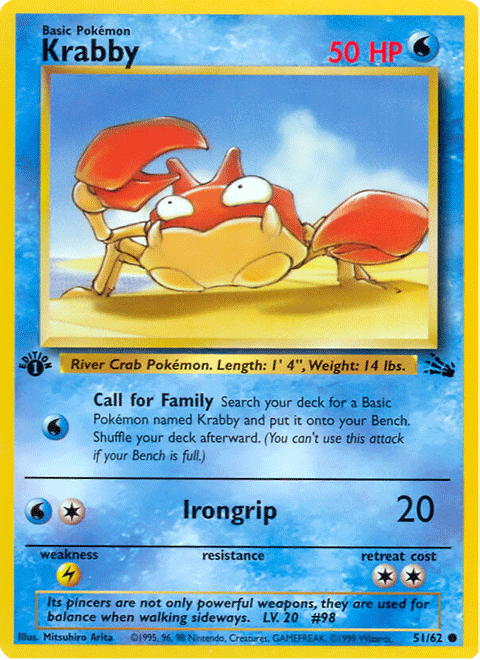 Basic Pokémon
Krabby 50 HP
EDITION
1
River Crab Pokémon. Length: 1' 4", Weight: 14 lbs.
Call for Family Search your deck for a Basic
Pokémon named Krabby and put it onto your Bench.
Shuffle your deck afterward. (You can't use this attack
if your Bench is full.)
Irongrip 20
weakness resistance retreat cost
Its pincers are not only powerful weapons, they are used for
balance when walking sideways. LV. 20 #98
Illus. Mitsuhiro Arita ©1995, 96, 98 Nintendo, Creatures, GAMEFREAK. ©1999 Wizards. 51/62